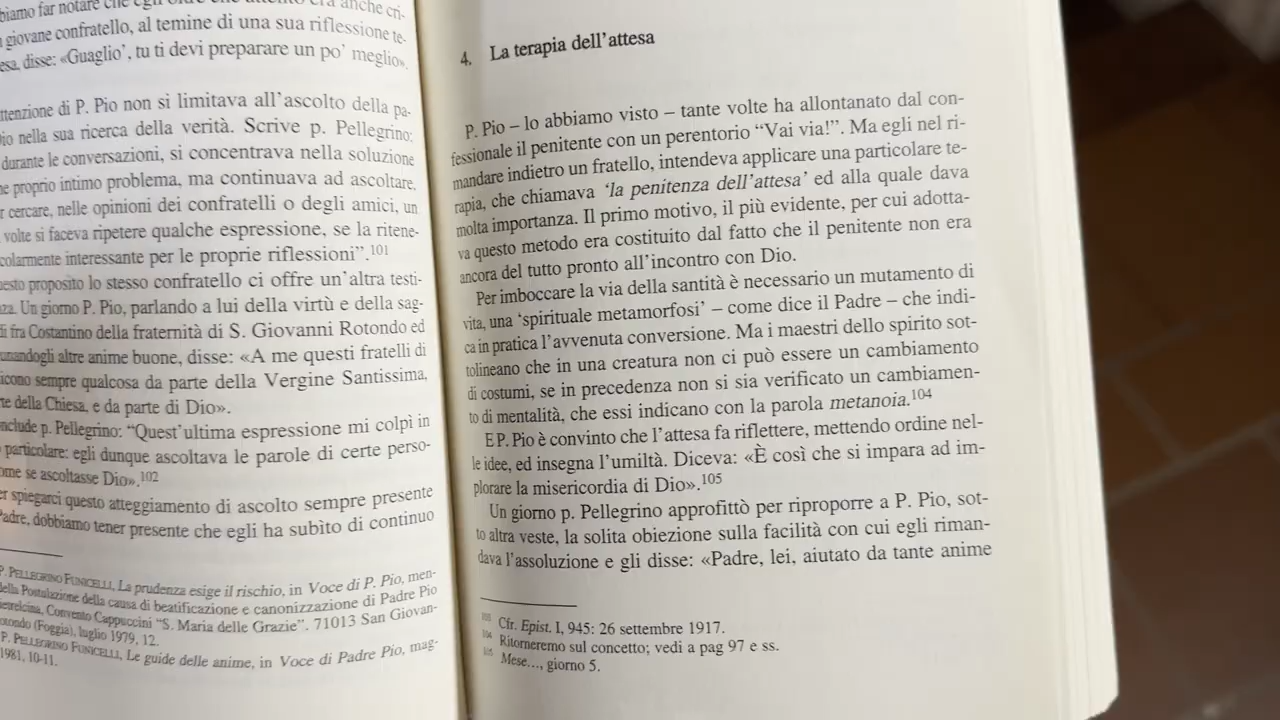 biamo far notare che egli oltre che attento era anche cri-
giovane confratello, al temine di una sua riflessione te-
esa, disse: «Guaglio’, tu ti devi preparare un po’ meglio».
ttenzione di P. Pio non si limitava all’ascolto della pa-
io nella sua ricerca della verità. Scrive p. Pellegrino:
durante le conversazioni, si concentrava nella soluzione
e proprio intimo problema, ma continuava ad ascoltare,
r cercare, nelle opinioni dei confratelli o degli amici, un
volte si faceva ripetere qualche espressione, se la ritene-
colarmente interessante per le proprie riflessioni”.101
esto proposito lo stesso confratello ci offre un’altra testi-
za. Un giorno P. Pio, parlando a lui della virtù e della sag-
di fra Costantino della fraternità di S. Giovanni Rotondo ed
unandogli altre anime buone, disse: «A me questi fratelli di
icono sempre qualcosa da parte della Vergine Santissima,
te della Chiesa, e da parte di Dio».
nclude p. Pellegrino: “Quest’ultima espressione mi colpì in
particolare: egli dunque ascoltava le parole di certe perso-
ome se ascoltasse Dio».102
er spiegarci questo atteggiamento di ascolto sempre presente
Padre, dobbiamo tener presente che egli ha subìto di continuo
P. PELLEGRINO FUNICELLI, La prudenza esige il rischio, in Voce di P. Pio, men-
della Postulazione della causa di beatificazione e canonizzazione di Padre Pio
ietrelcina, Convento Cappuccini “S. Maria delle Grazie”. 71013 San Giovan-
otondo (Foggia), luglio 1979, 12.
P. PELLEGRINO FUNICELLI, Le guide delle anime, in Voce di Padre Pio, mag-
1981, 10-11.
4. La terapia dell’attesa
P. Pio – lo abbiamo visto – tante volte ha allontanato dal con-
fessionale il penitente con un perentorio “Vai via!”. Ma egli nel ri-
mandare indietro un fratello, intendeva applicare una particolare te-
rapia, che chiamava ‘la penitenza dell’attesa’ ed alla quale dava
molta importanza. Il primo motivo, il più evidente, per cui adotta-
va questo metodo era costituito dal fatto che il penitente non era
ancora del tutto pronto all’incontro con Dio.
Per imboccare la via della santità è necessario un mutamento di
vita, una ‘spirituale metamorfosi’ – come dice il Padre – che indi-
ca in pratica l’avvenuta conversione. Ma i maestri dello spirito sot-
tolineano che in una creatura non ci può essere un cambiamento
di costumi, se in precedenza non si sia verificato un cambiamen-
to di mentalità, che essi indicano con la parola metanoia.104
E P. Pio è convinto che l’attesa fa riflettere, mettendo ordine nel-
le idee, ed insegna l’umiltà. Diceva: «È così che si impara ad im-
plorare la misericordia di Dio».105
Un giorno p. Pellegrino approfittò per riproporre a P. Pio, sot-
to altra veste, la solita obiezione sulla facilità con cui egli riman-
dava l’assoluzione e gli disse: «Padre, lei, aiutato da tante anime
103 Cfr. Epist. I, 945: 26 settembre 1917.
104 Ritorneremo sul concetto; vedi a pag 97 e ss.
105 Mese..., giorno 5.